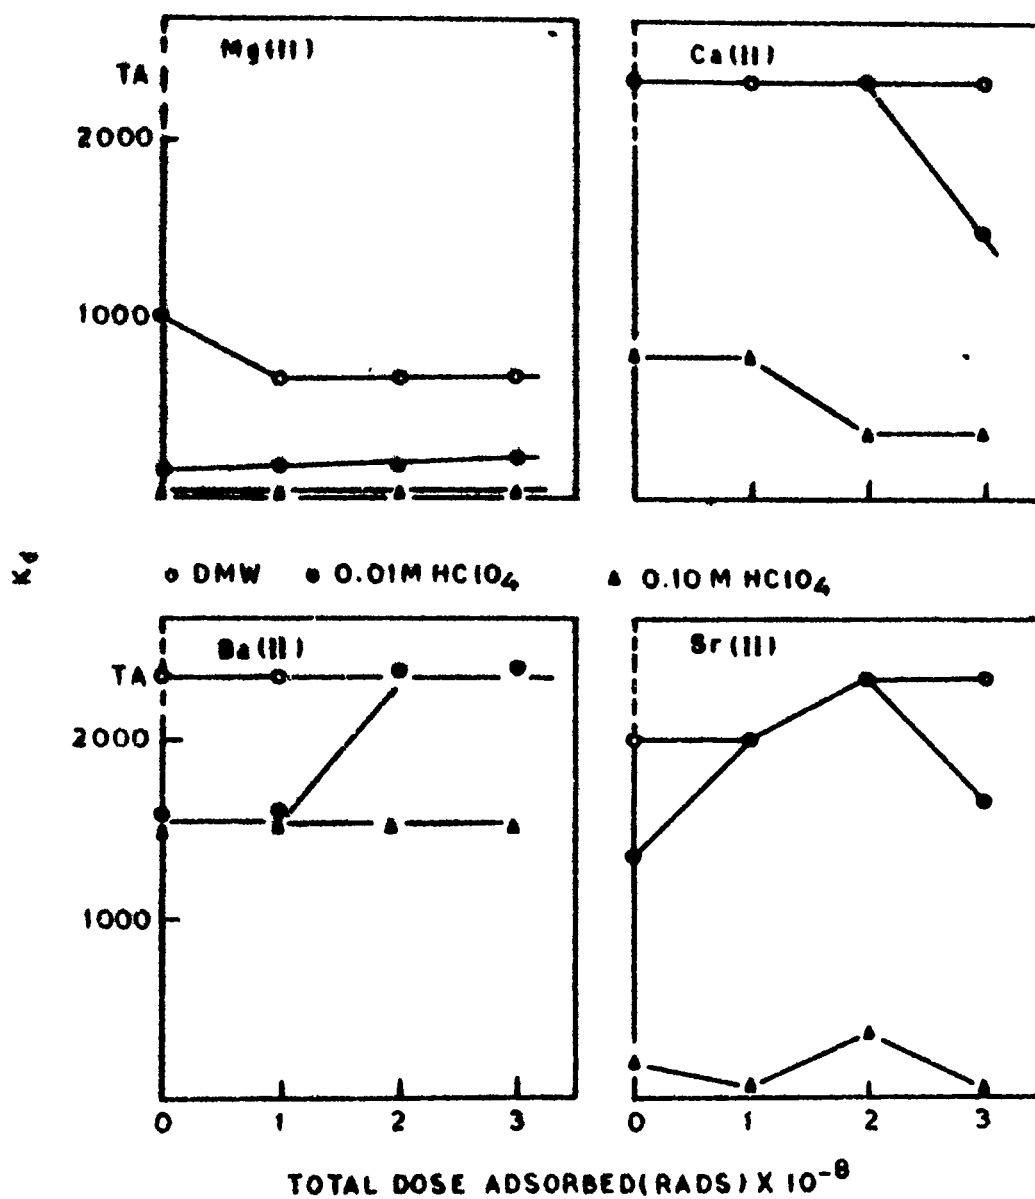 Mg(II)
Ca(II)
TA
2000
1000
Kd
o DMW ● 0.01M HClO4 ▲ 0.10 M HClO4
Ba(II)
Sr(II)
TA
2000
1000
0 1 2 3 0 1 2 3
TOTAL DOSE ADSORBED(RADS) X 10-8